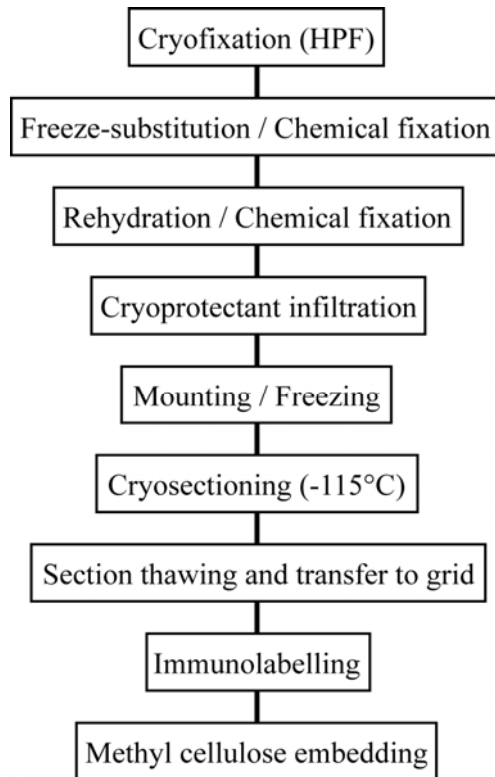 Cryofixation (HPF)
Freeze-substitution / Chemical fixation
Rehydration / Chemical fixation
Cryoprotectant infiltration
Mounting / Freezing
Cryosectioning (-115°C)
Section thawing and transfer to grid
Immunolabelling
Methyl cellulose embedding